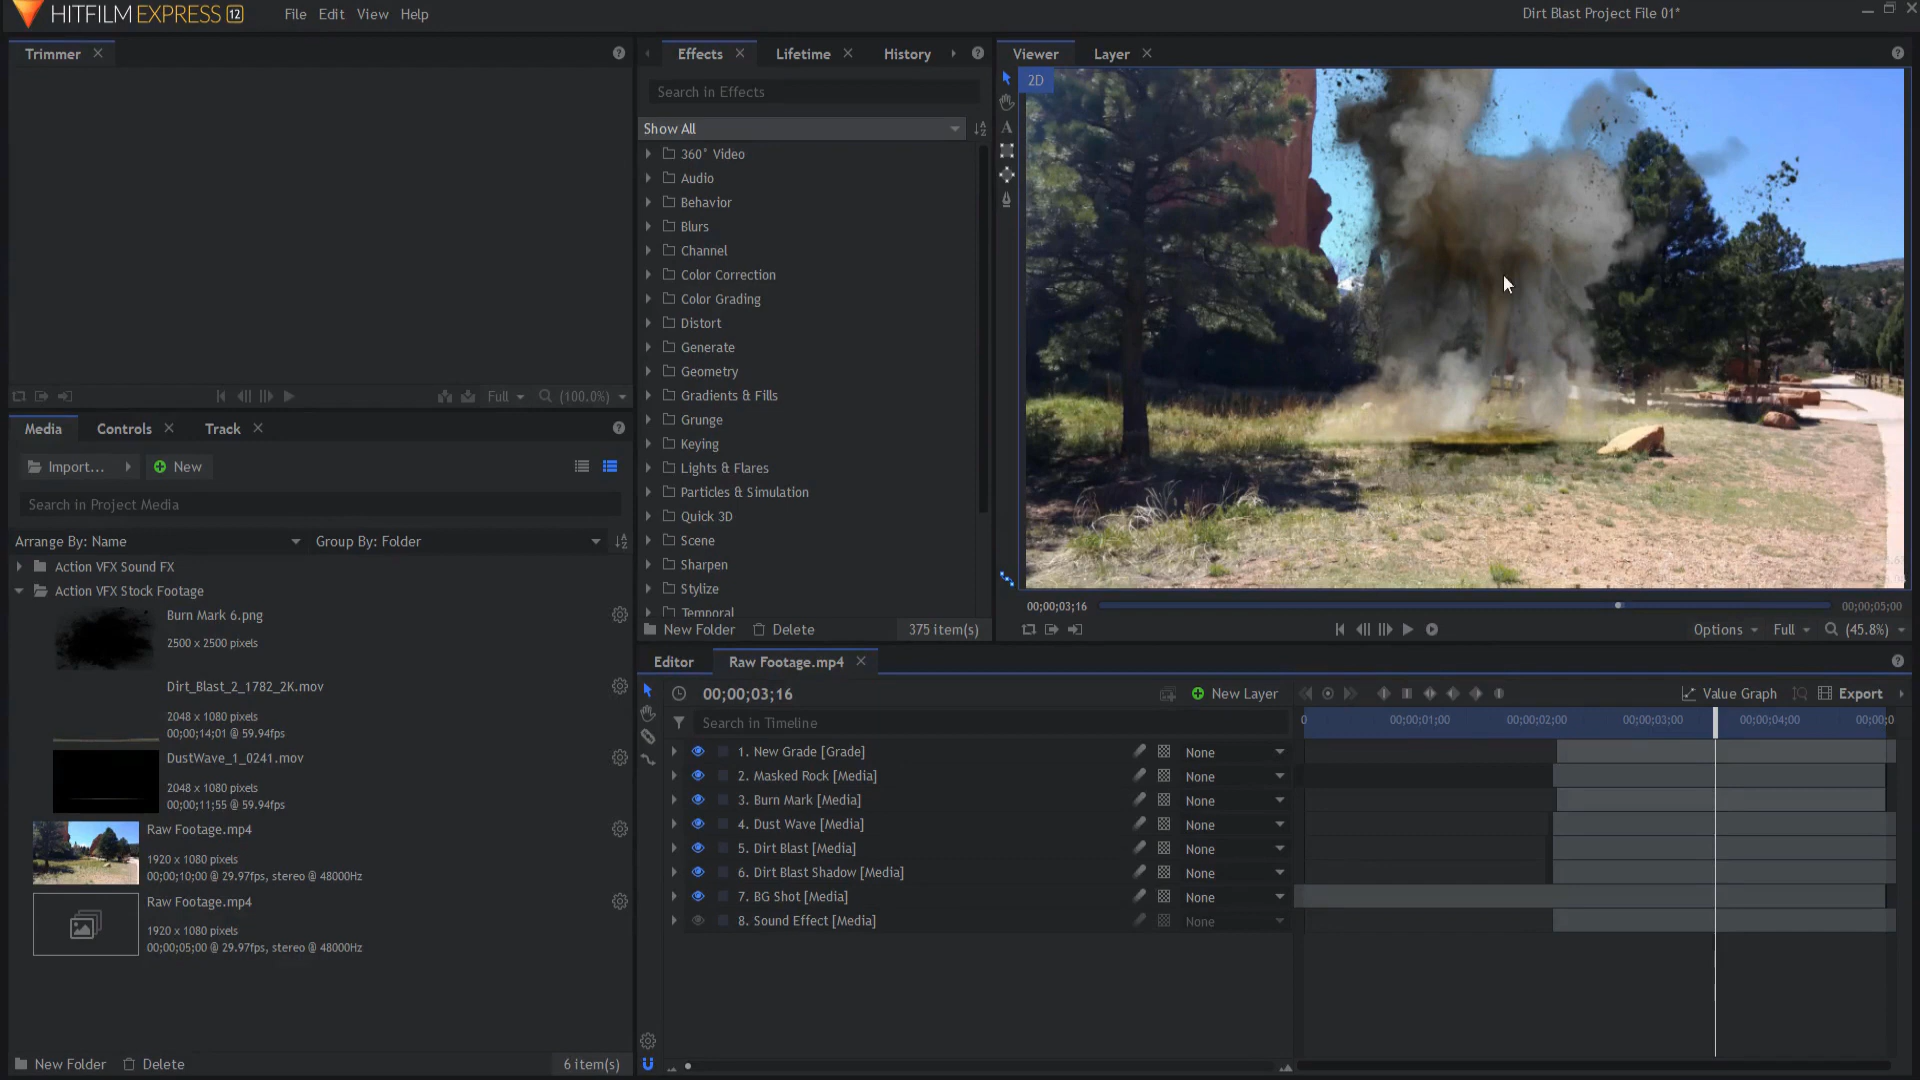 HITFILM EXPRESS 12
File Edit View Help
Dirt Blast Project File 01*
Trimmer
Full (100.0%)
Media Controls Track
Import... New
Search in Project Media
Arrange By: Name Group By: Folder
Action VFX Sound FX
Action VFX Stock Footage
Burn Mark 6.png
2500 x 2500 pixels
Dirt_Blast_2_1782_2K.mov
2048 x 1080 pixels
00;00;14;01 @ 59.94fps
DustWave_1_0241.mov
2048 x 1080 pixels
00;00;11;55 @ 59.94fps
Raw Footage.mp4
1920 x 1080 pixels
00;00;10;00 @ 29.97fps, stereo @ 48000Hz
Raw Footage.mp4
1920 x 1080 pixels
00;00;05;00 @ 29.97fps, stereo @ 48000Hz
New Folder Delete 6 item(s)
Effects Lifetime History
Search in Effects
Show All
360° Video
Audio
Behavior
Blurs
Channel
Color Correction
Color Grading
Distort
Generate
Geometry
Gradients & Fills
Grunge
Keying
Lights & Flares
Particles & Simulation
Quick 3D
Scene
Sharpen
Stylize
Temporal
New Folder Delete 375 item(s)
Viewer Layer
2D
00;00;03;16 00;00;05;00
Options Full (45.8%)
Editor Raw Footage.mp4
00;00;03;16 New Layer Value Graph Export
Search in Timeline
0 00;00;01;00 00;00;02;00 00;00;03;00 00;00;04;00 00;00;0
1. New Grade [Grade] None
2. Masked Rock [Media] None
3. Burn Mark [Media] None
4. Dust Wave [Media] None
5. Dirt Blast [Media] None
6. Dirt Blast Shadow [Media] None
7. BG Shot [Media] None
8. Sound Effect [Media] None